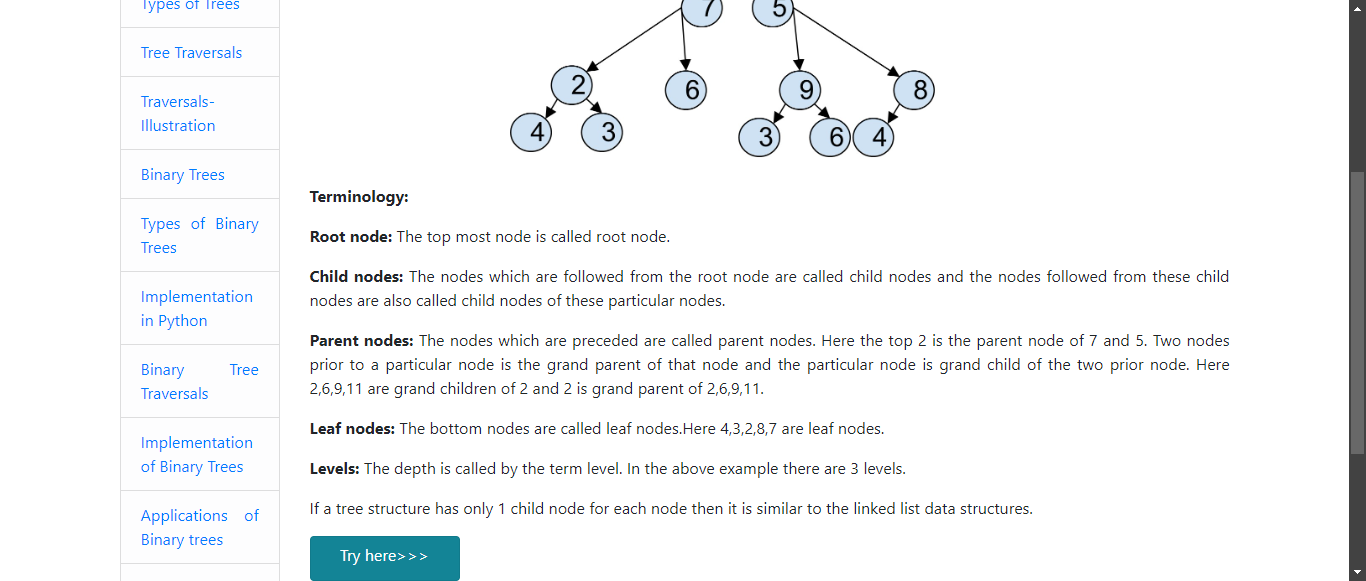 Types of Trees
Tree Traversals
Traversals-
Illustration
Binary Trees
Types of Binary
Trees
Implementation
in Python
Binary Tree
Traversals
Implementation
of Binary Trees
Applications of
Binary trees
7 5
2 6 9 8
4 3 3 6 4
Terminology:
Root node: The top most node is called root node.
Child nodes: The nodes which are followed from the root node are called child nodes and the nodes followed from these child
nodes are also called child nodes of these particular nodes.
Parent nodes: The nodes which are preceded are called parent nodes. Here the top 2 is the parent node of 7 and 5. Two nodes
prior to a particular node is the grand parent of that node and the particular node is grand child of the two prior node. Here
2,6,9,11 are grand children of 2 and 2 is grand parent of 2,6,9,11.
Leaf nodes: The bottom nodes are called leaf nodes.Here 4,3,2,8,7 are leaf nodes.
Levels: The depth is called by the term level. In the above example there are 3 levels.
If a tree structure has only 1 child node for each node then it is similar to the linked list data structures.
Try here>>>